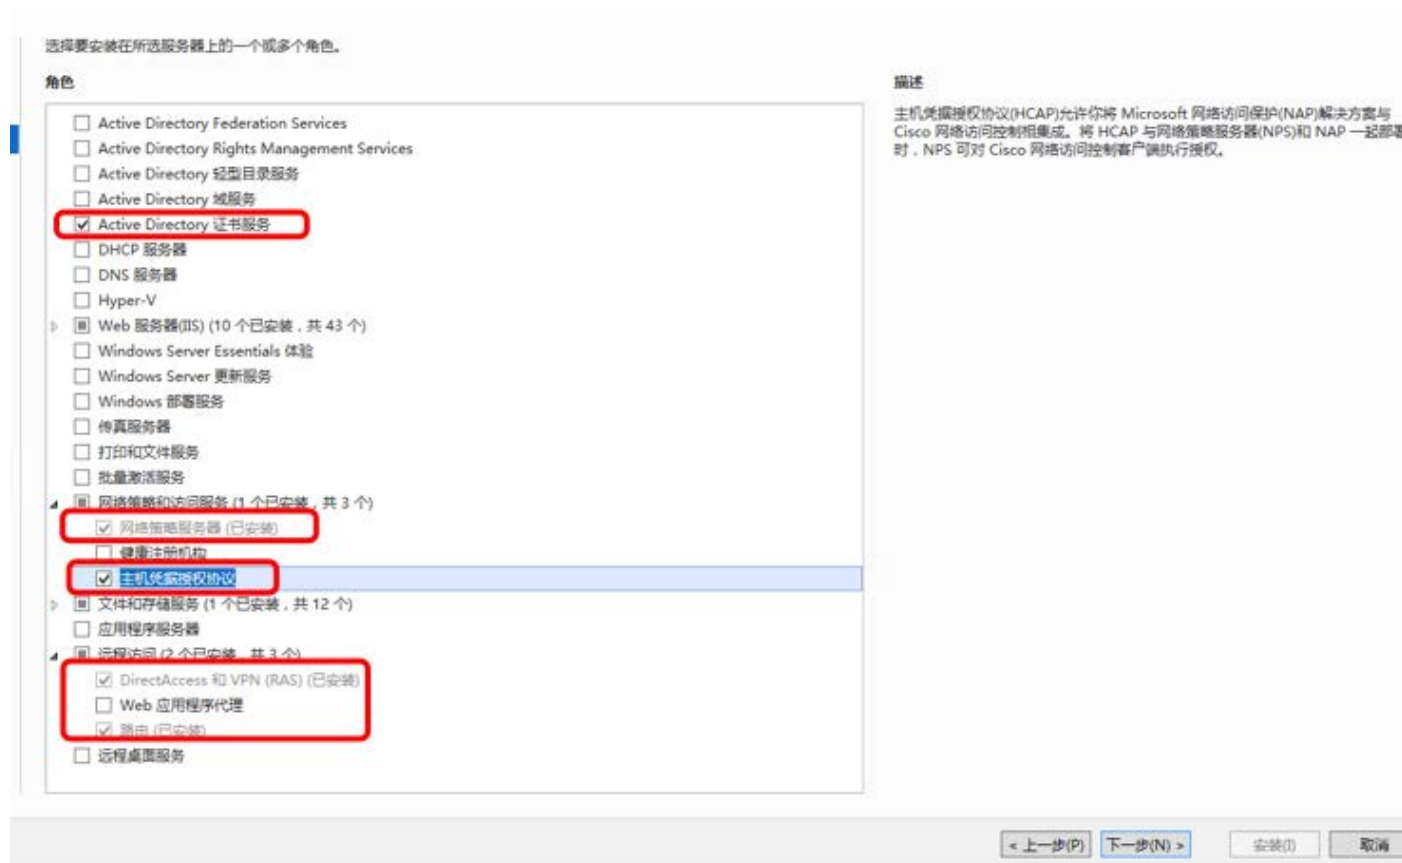 选择要安装在所选服务器上的一个或多个角色。
角色
Active Directory Federation Services
Active Directory Rights Management Services
Active Directory 轻型目录服务
Active Directory 域服务
Active Directory 证书服务
DHCP 服务器
DNS 服务器
Hyper-V
Web 服务器(IIS) (10 个已安装，共 43 个)
Windows Server Essentials 体验
Windows Server 更新服务
Windows 部署服务
传真服务器
打印和文件服务
批量激活服务
网络策略和访问服务 (1 个已安装，共 3 个)
网络策略服务器 (已安装)
健康注册机构
主机凭据授权协议
文件和存储服务 (1 个已安装，共 12 个)
应用程序服务器
远程访问 (2 个已安装，共 3 个)
DirectAccess 和 VPN (RAS) (已安装)
Web 应用程序代理
路由 (已安装)
远程桌面服务
描述
主机凭据授权协议(HCAP)允许你将 Microsoft 网络访问保护(NAP)解决方案与
Cisco 网络访问控制相集成。将 HCAP 与网络策略服务器(NPS)和 NAP 一起部署
时，NPS 可对 Cisco 网络访问控制客户端执行授权。
< 上一步(P)
下一步(N) >
安装(I)
取消